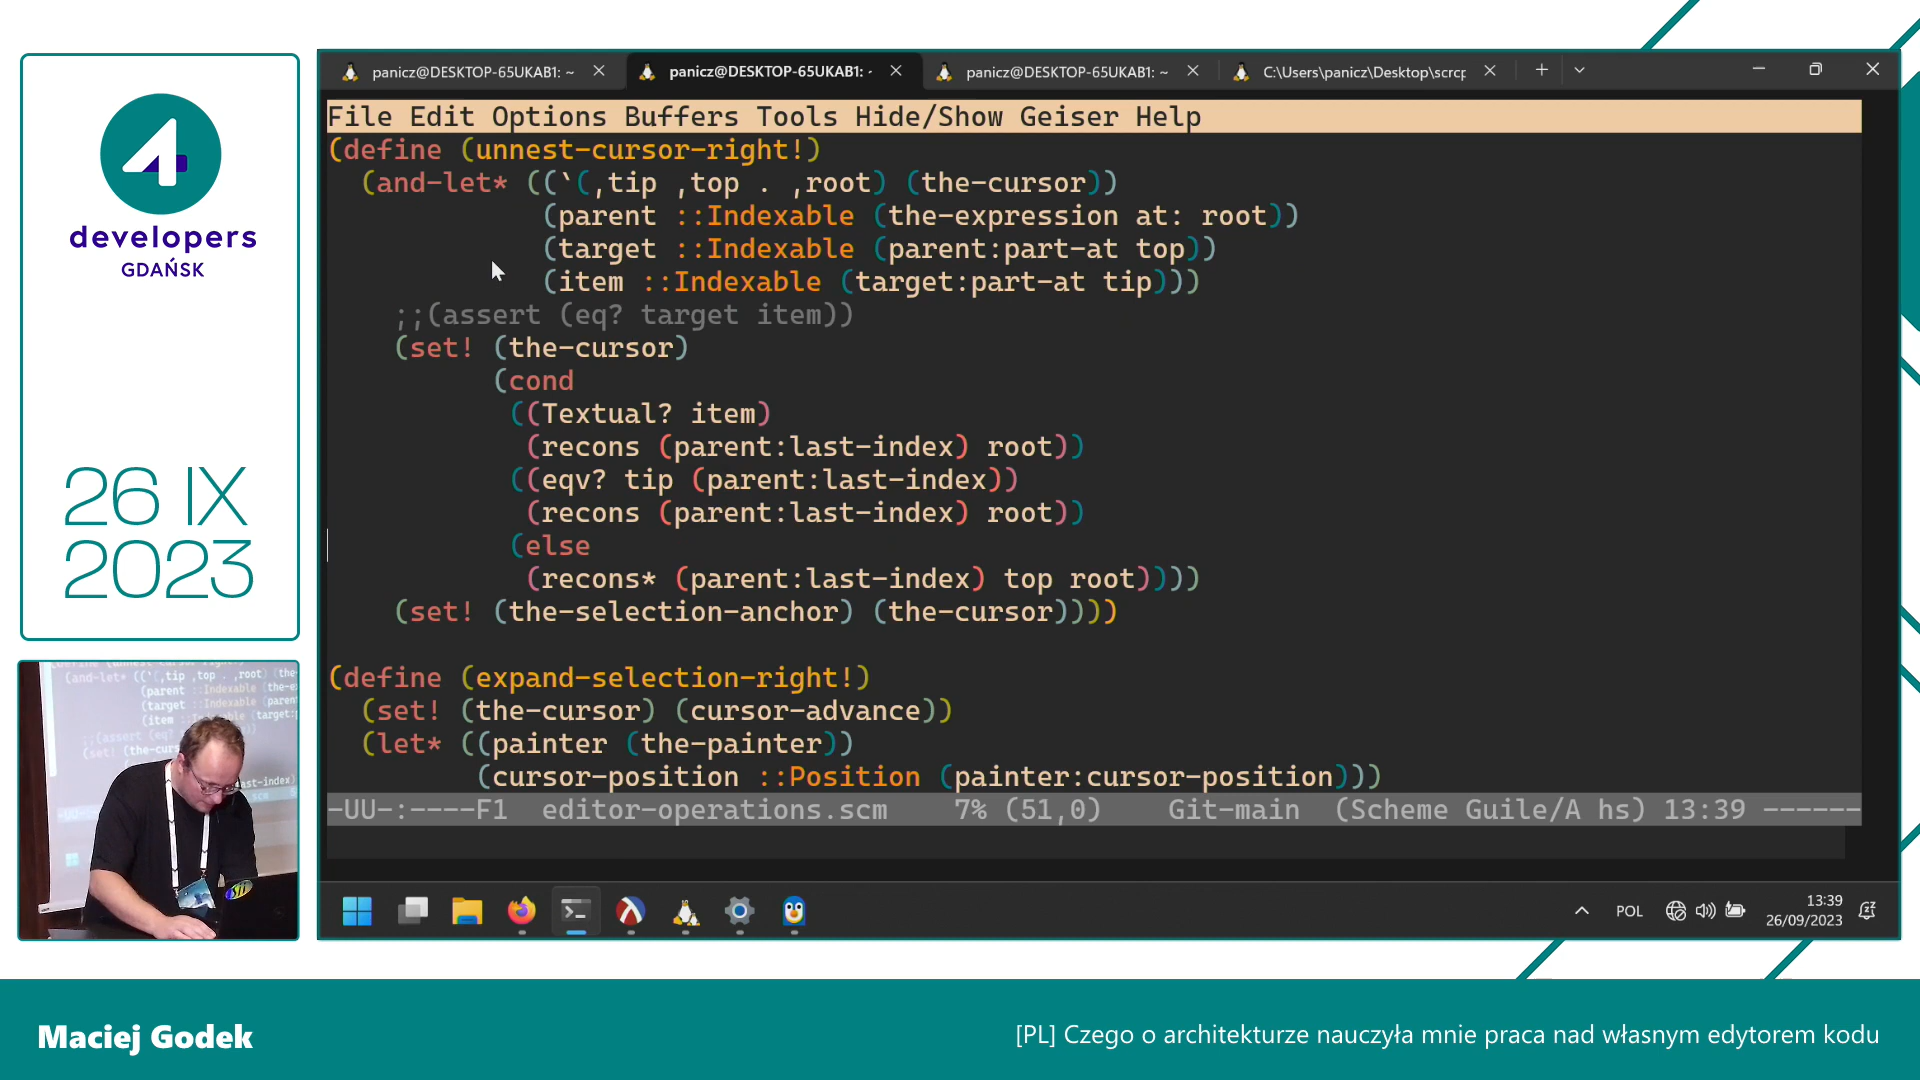 4
developers
GDAŃSK
26 IX
2023
panicz@DESKTOP-65UKAB1: ~
panicz@DESKTOP-65UKAB1: -
panicz@DESKTOP-65UKAB1: ~
C:\Users\panicz\Desktop\scrcp
File Edit Options Buffers Tools Hide/Show Geiser Help
(define (unnest-cursor-right!)
(and-let* ((`(,tip ,top . ,root) (the-cursor))
(parent ::Indexable (the-expression at: root))
(target ::Indexable (parent:part-at top))
(item ::Indexable (target:part-at tip)))
;;(assert (eq? target item))
(set! (the-cursor)
(cond
((Textual? item)
(recons (parent:last-index) root))
((eqv? tip (parent:last-index))
(recons (parent:last-index) root))
(else
(recons* (parent:last-index) top root))))
(set! (the-selection-anchor) (the-cursor))))
(define (expand-selection-right!)
(set! (the-cursor) (cursor-advance))
(let* ((painter (the-painter))
(cursor-position ::Position (painter:cursor-position)))
-UU-:----F1 editor-operations.scm 7% (51,0) Git-main (Scheme Guile/A hs) 13:39 ------
POL
13:39
26/09/2023
Maciej Godek
[PL] Czego o architekturze nauczyła mnie praca nad własnym edytorem kodu